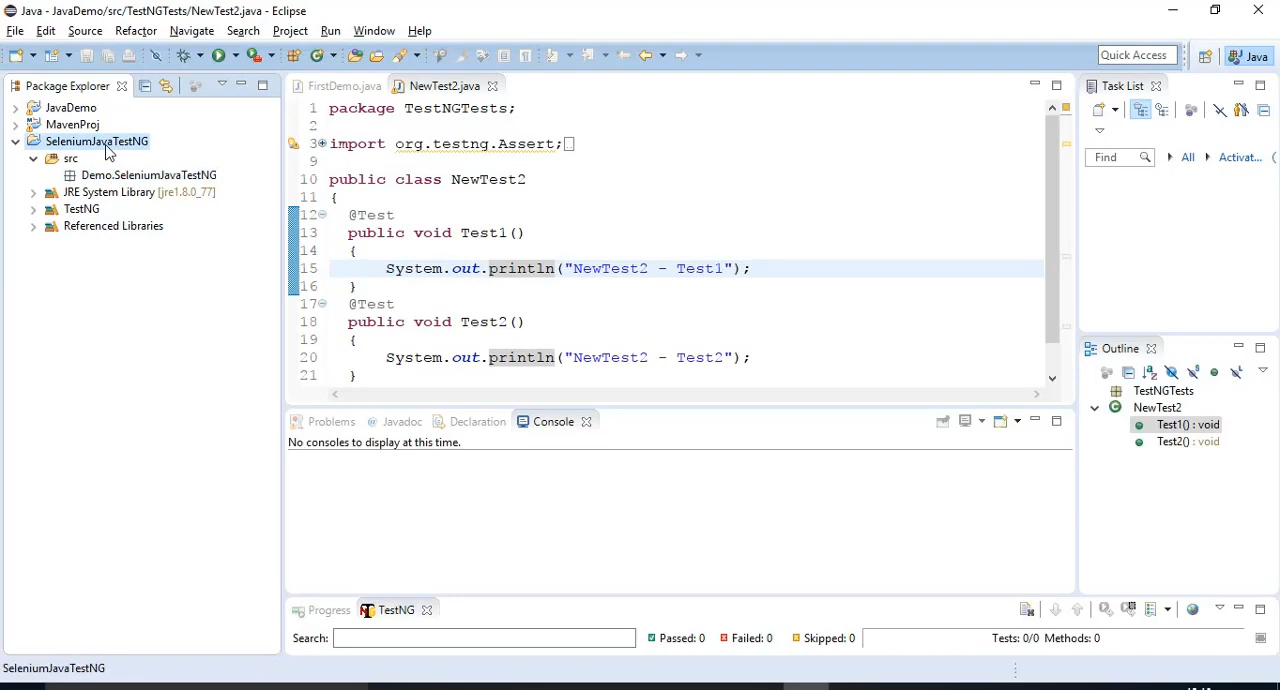 Java - JavaDemo/src/TestNGTests/NewTest2.java - Eclipse
File Edit Source Refactor Navigate Search Project Run Window Help
Quick Access
Java
Package Explorer
JavaDemo
MavenProj
SeleniumJavaTestNG
src
Demo.SeleniumJavaTestNG
JRE System Library [jre1.8.0_77]
TestNG
Referenced Libraries
FirstDemo.java
NewTest2.java
1 package TestNGTests;
2
3 import org.testng.Assert;
9
10 public class NewTest2
11 {
12 @Test
13 public void Test1()
14 {
15 System.out.println("NewTest2 - Test1");
16 }
17 @Test
18 public void Test2()
19 {
20 System.out.println("NewTest2 - Test2");
21 }
Problems @ Javadoc Declaration Console
No consoles to display at this time.
Progress TestNG
Search: Passed: 0 Failed: 0 Skipped: 0 Tests: 0/0 Methods: 0
Task List
Find All Activat...
Outline
TestNGTests
NewTest2
Test1() : void
Test2() : void
SeleniumJavaTestNG